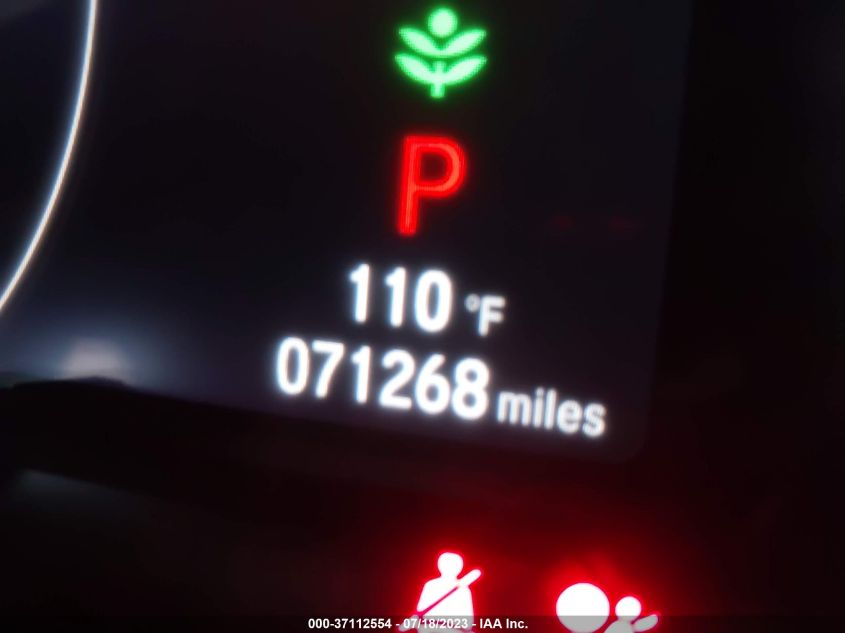 P
110 °F
071268 miles
000-37112554 - 07/18/2023 - IAA Inc.